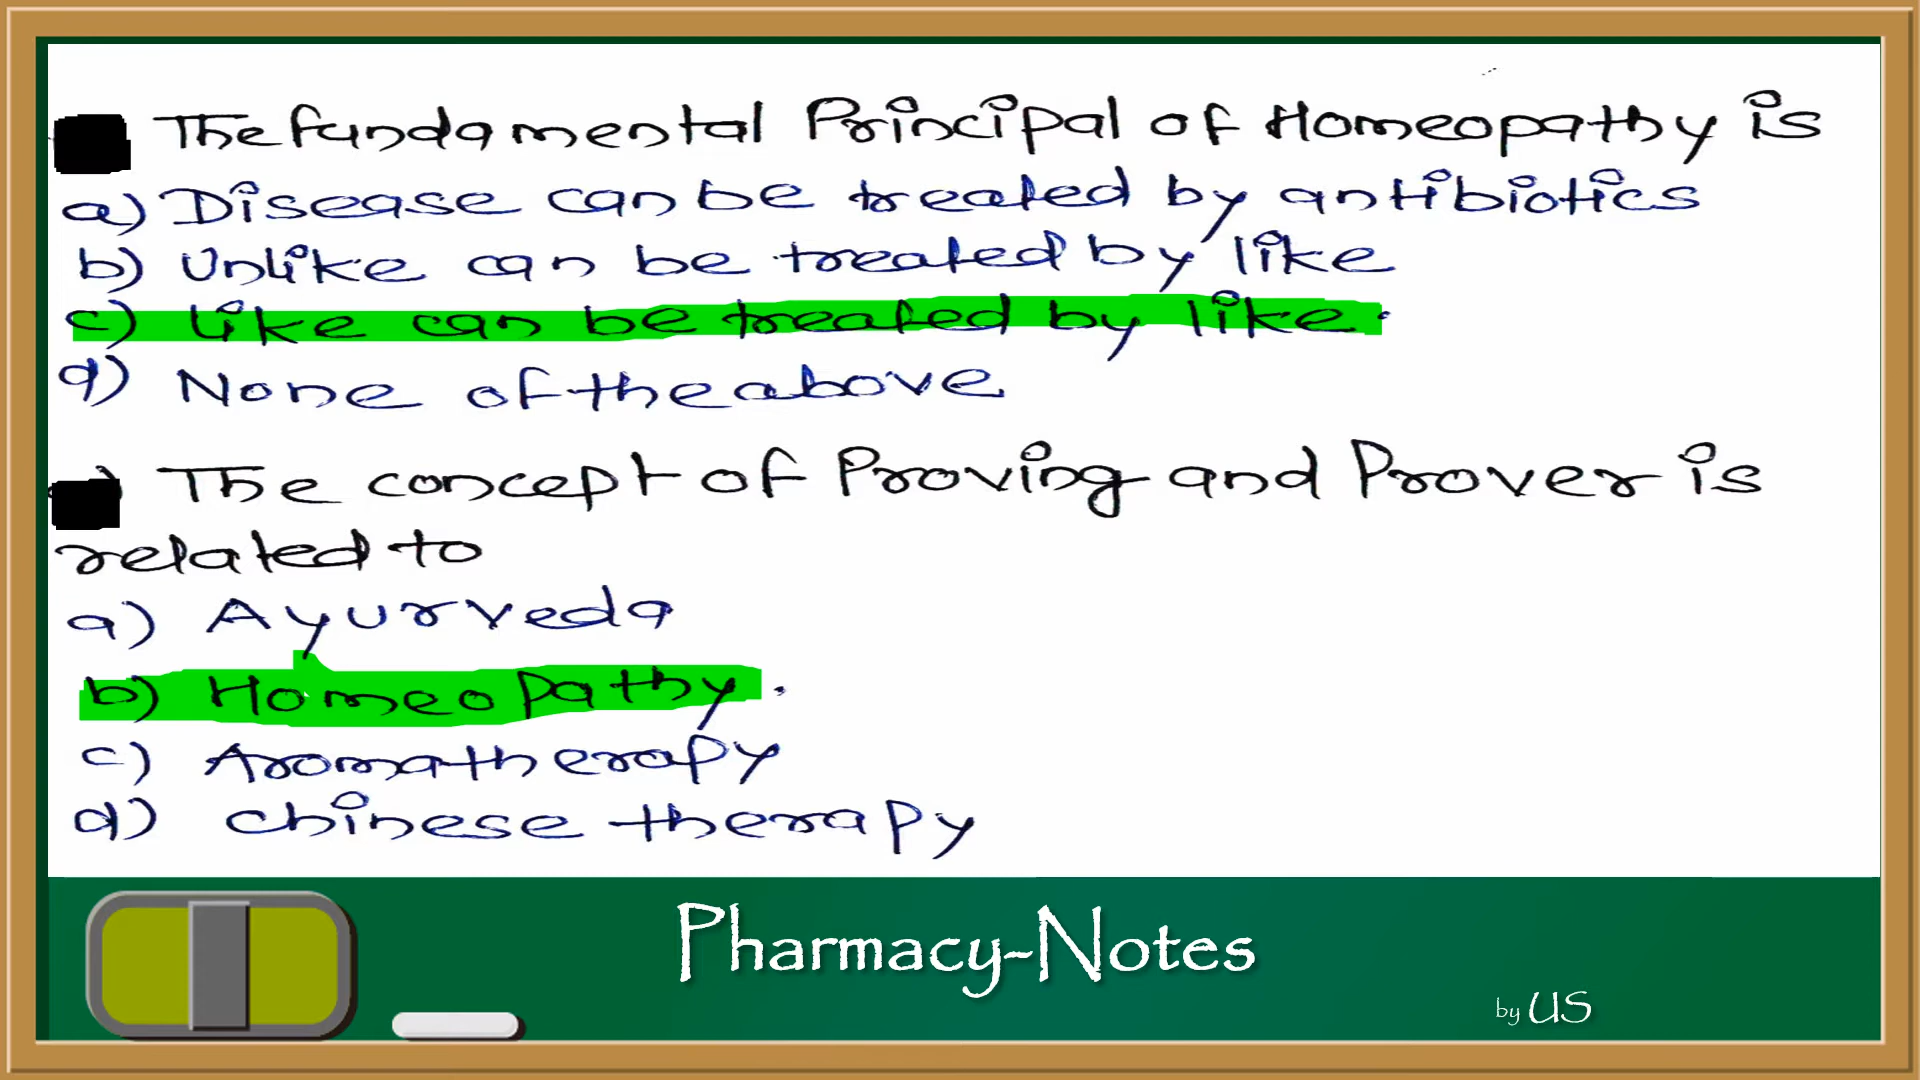 The fundamental Principal of Homeopathy is
a) Disease can be treated by antibiotics
b) Unlike can be treated by like
c) Like can be treated by like.
d) None of the above
The concept of Proving and Prover is
related to
a) Ayurveda
b) Homeopathy.
c) Aromatherapy
d) Chinese therapy
Pharmacy-Notes
by US